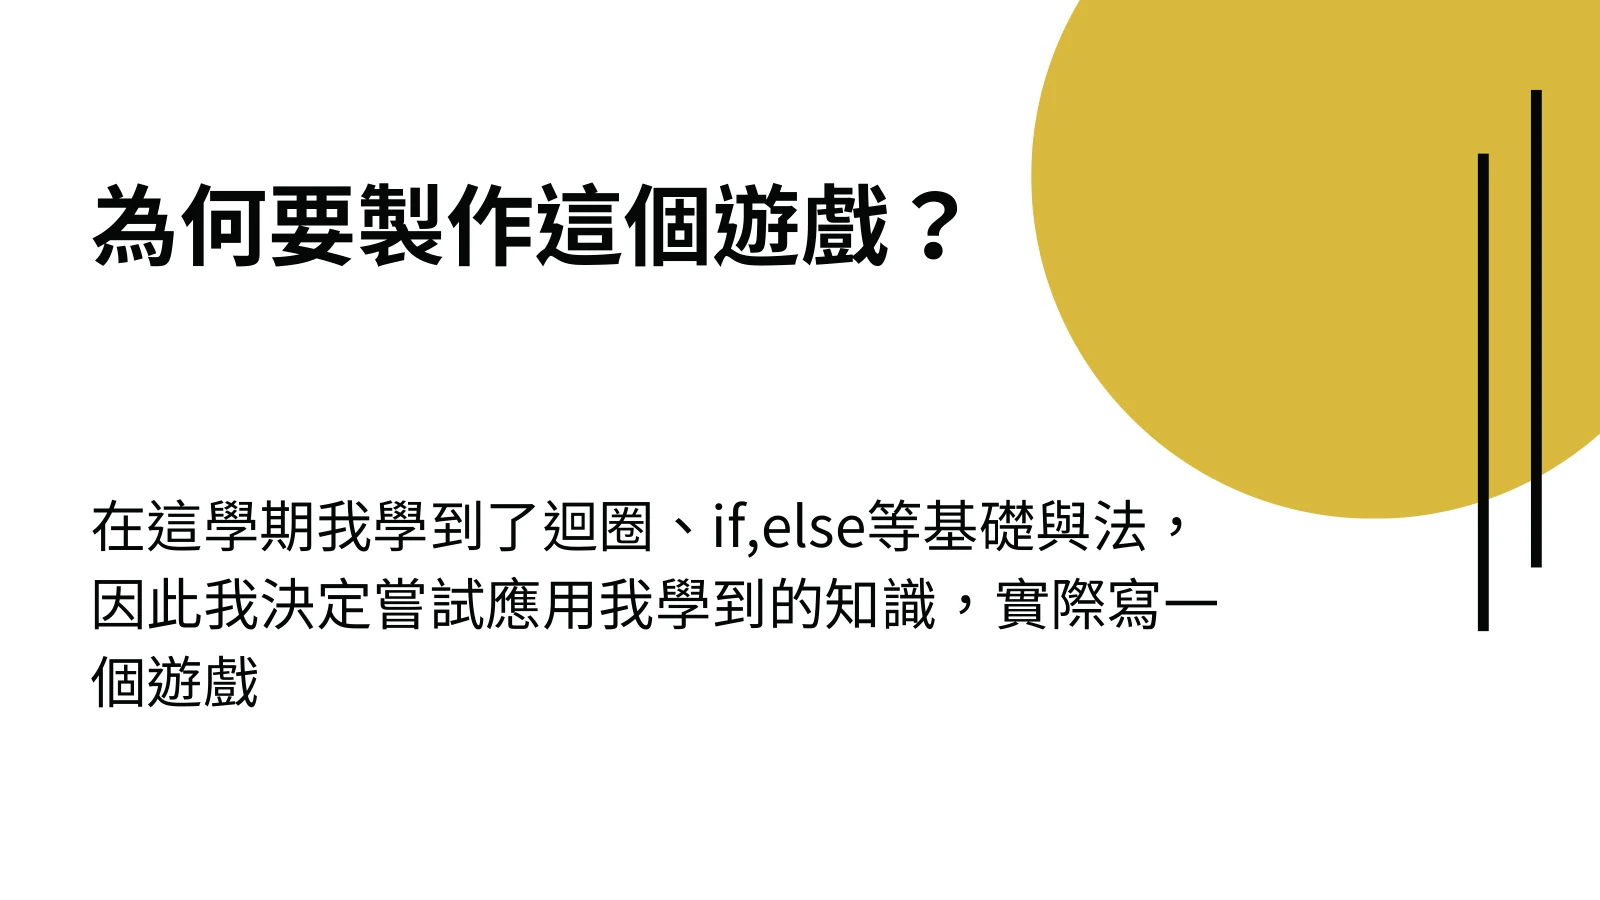 為何要製作這個遊戲？
在這學期我學到了迴圈、if,else等基礎與法，
因此我決定嘗試應用我學到的知識，實際寫一
個遊戲